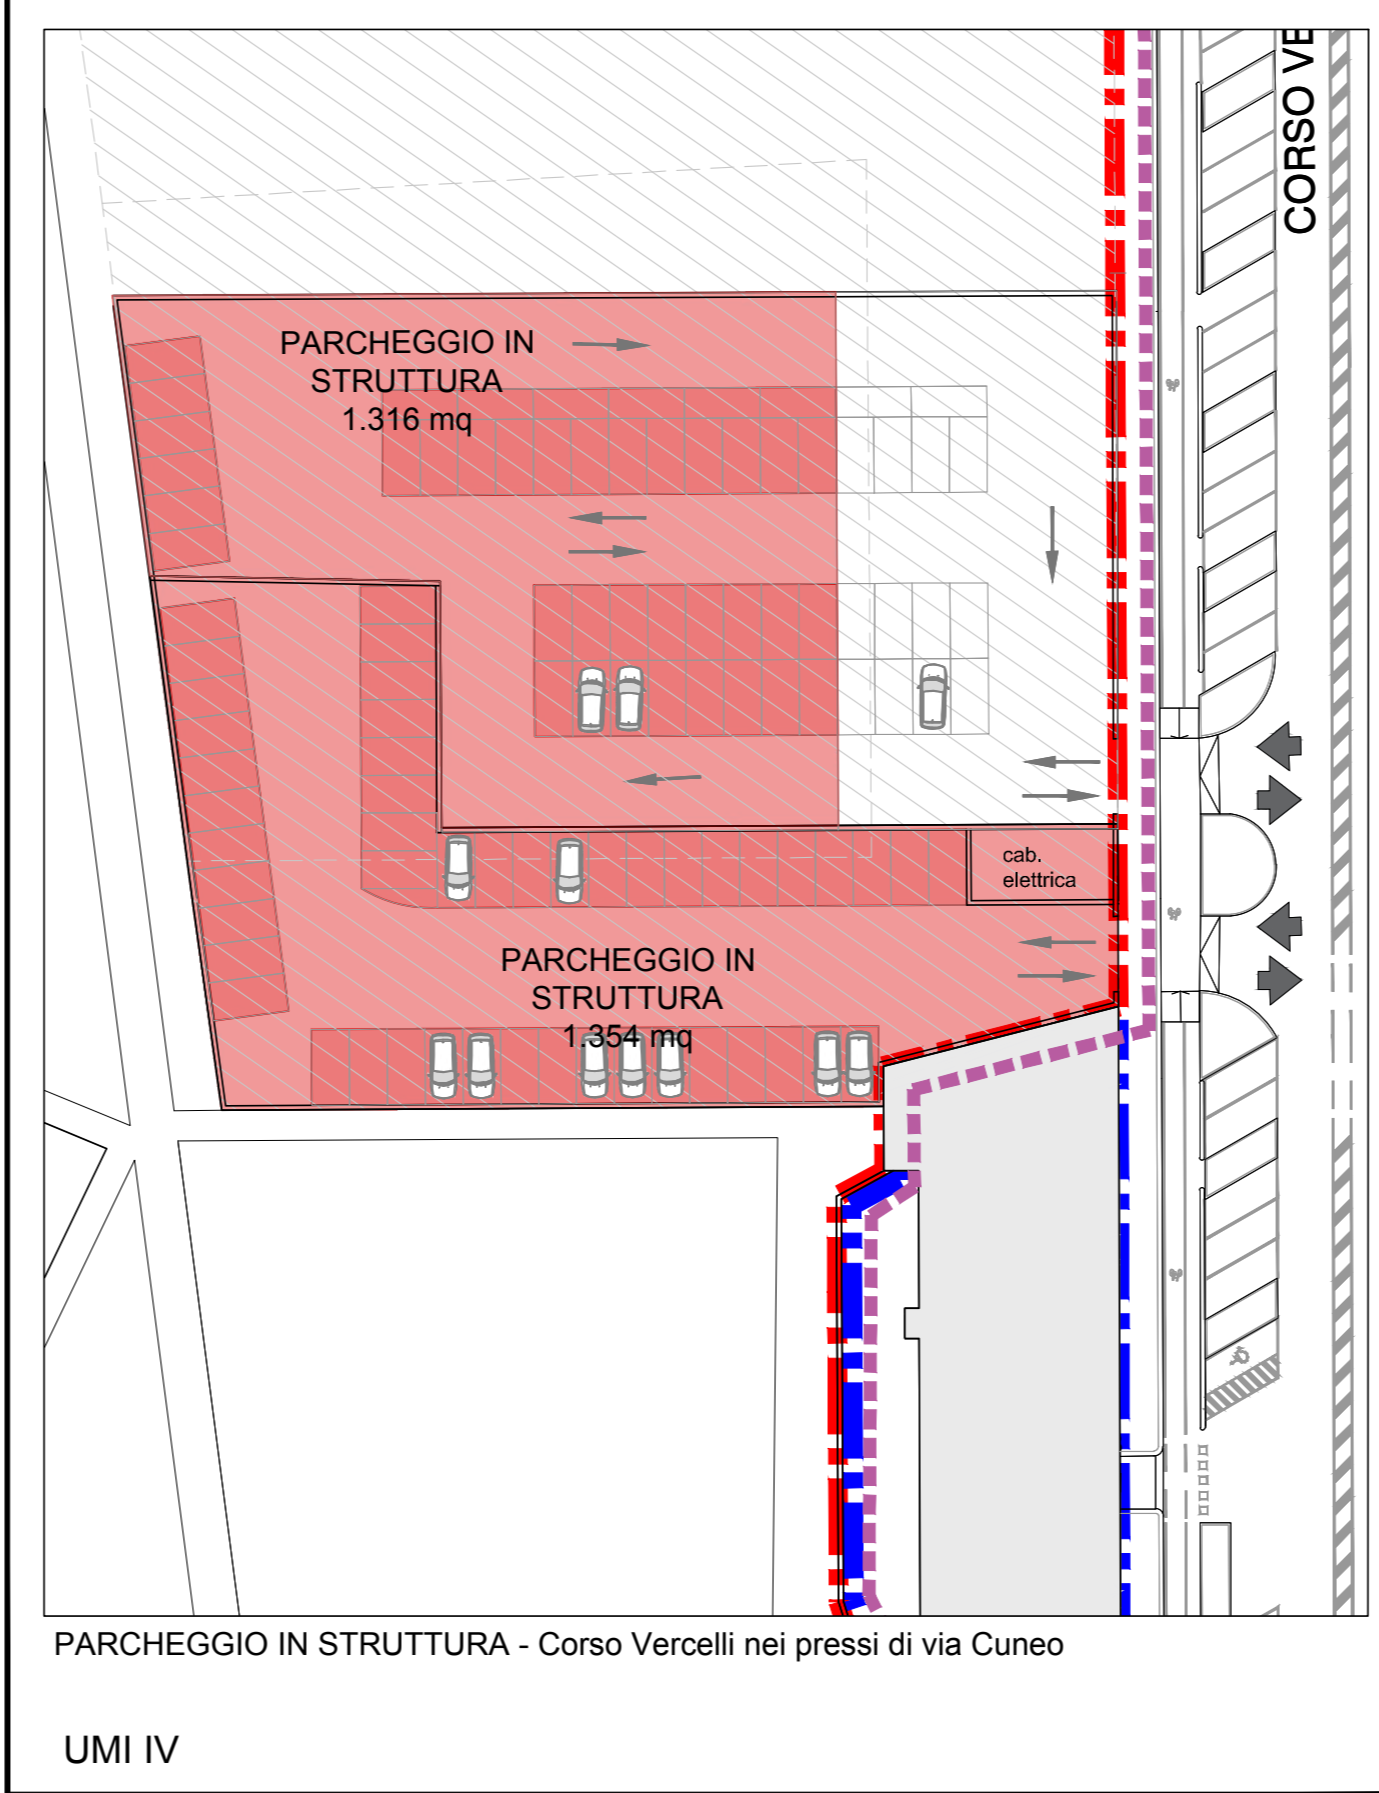 CORSO VE
PARCHEGGIO IN
STRUTTURA
1.316 mq
cab.
elettrica
PARCHEGGIO IN
STRUTTURA
1.354 mq
PARCHEGGIO IN STRUTTURA - Corso Vercelli nei pressi di via Cuneo
UMI IV